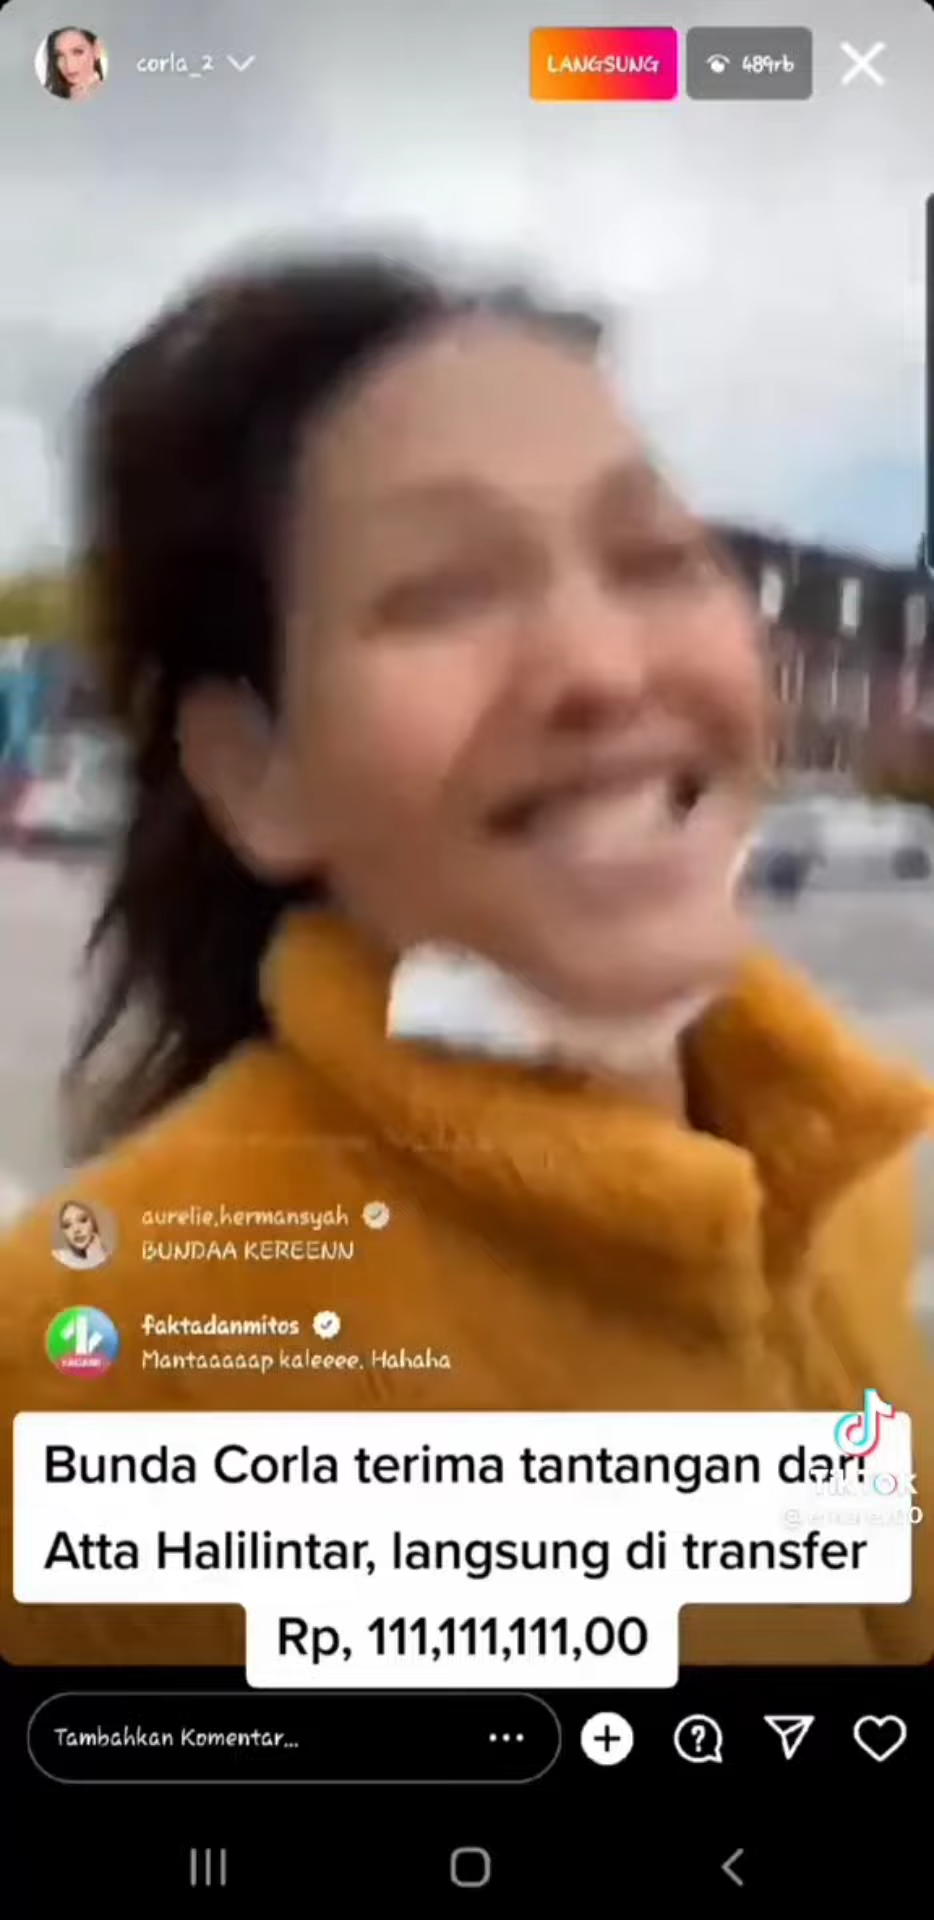 corla_2
LANGSUNG
489rb
aurelie.hermansyah
BUNDAA KEREENN
faktadanmitos
Mantaaaaap kaleeee. Hahaha
Bunda Corla terima tantangan dari
TikTok
Atta Halilintar, langsung di transfer
Rp, 111,111,111,00
Tambahkan Komentar...